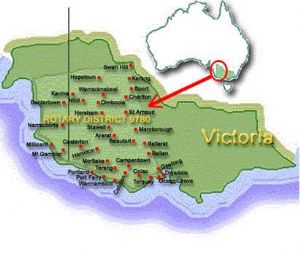 Swan Hill
Hopetoun
Kerang
Kaniva
Warracknabeal
Boort
Nhill
Charlton
Bordertown
Dimboola
Horsham
St Arnaud
ROTARY DISTRICT 9780
Victoria
Naracoorte
Stawell
Maryborough
Ararat
Millicent
Casterton
Beaufort
Ballarat
Mt Gambier
Hamilton
Ballan
Mortlake
Camperdown
Portland
Terang
Colac
Geelong
Drysdale
Port Fairy
Torquay
Ocean Grove
Warrnambool